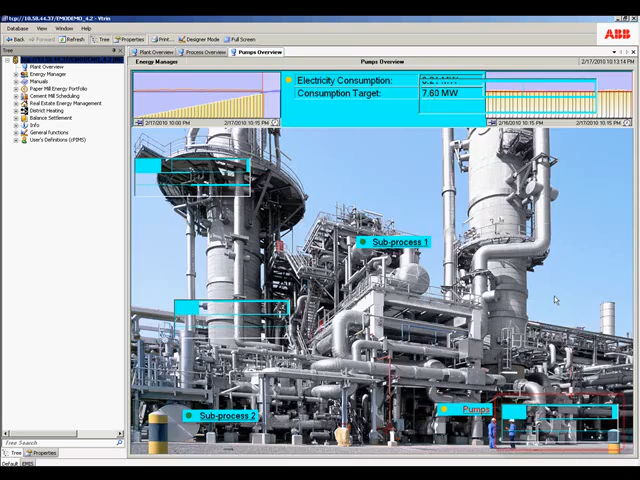 tcp://10.58.44.37/EMODEMO_4.2 - Vtrin
Database View Window Help
Back Forward Refresh Tree Properties Print... Designer Mode Full Screen
ABB
Tree
Plant Overview Process Overview Pumps Overview
Energy Manager Pumps Overview 2/17/2010 10:13:14 PM
Plant Overview
Energy Manager
Manuals
Paper Mill Energy Portfolio
Cement Mill Scheduling
Real Estate Energy Management
District Heating
Balance Settlement
Info
General functions
User's Definitions (cPIMS)
Electricity Consumption:
Consumption Target: 7.60 MW
2/17/2010 10:00 PM 2/17/2010 10:15 PM 2/16/2010 10:15 PM 2/17/2010 10:15 PM
Sub-process 1
Sub-process 2
Pumps
Tree Search
Tree Properties
Default EMIS